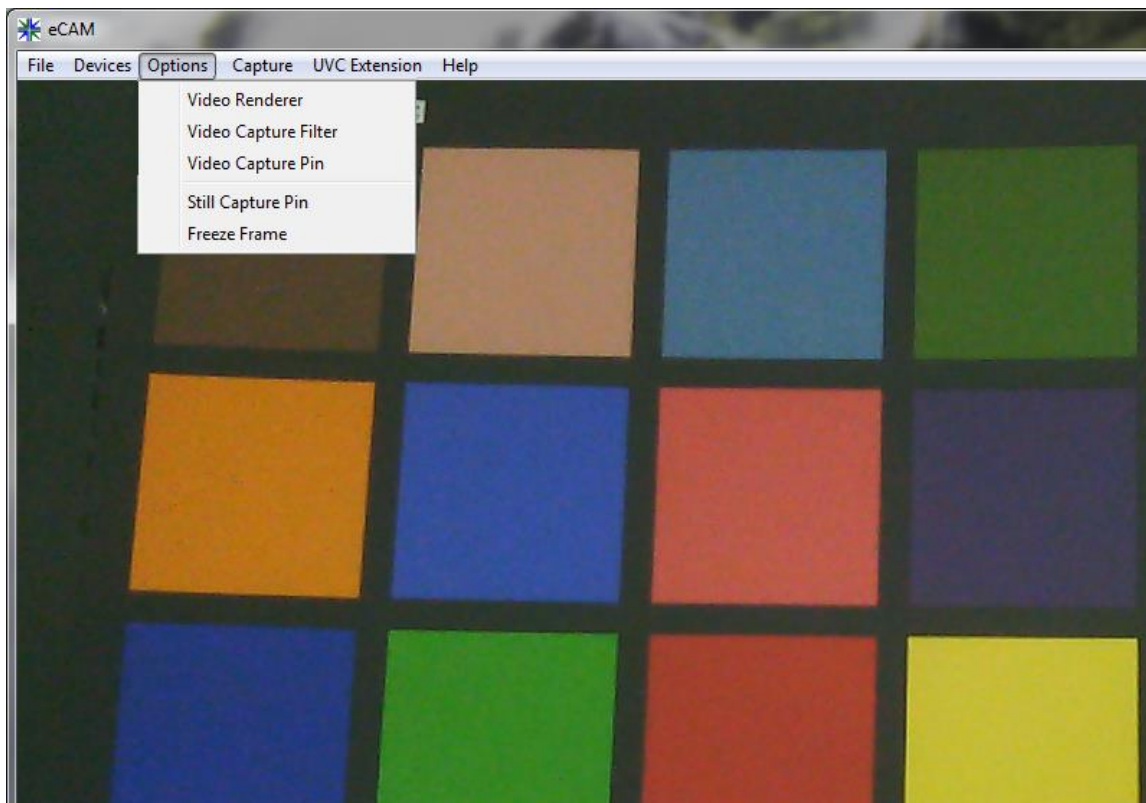 eCAM
File Devices Options Capture UVC Extension Help
Video Renderer
Video Capture Filter
Video Capture Pin
Still Capture Pin
Freeze Frame